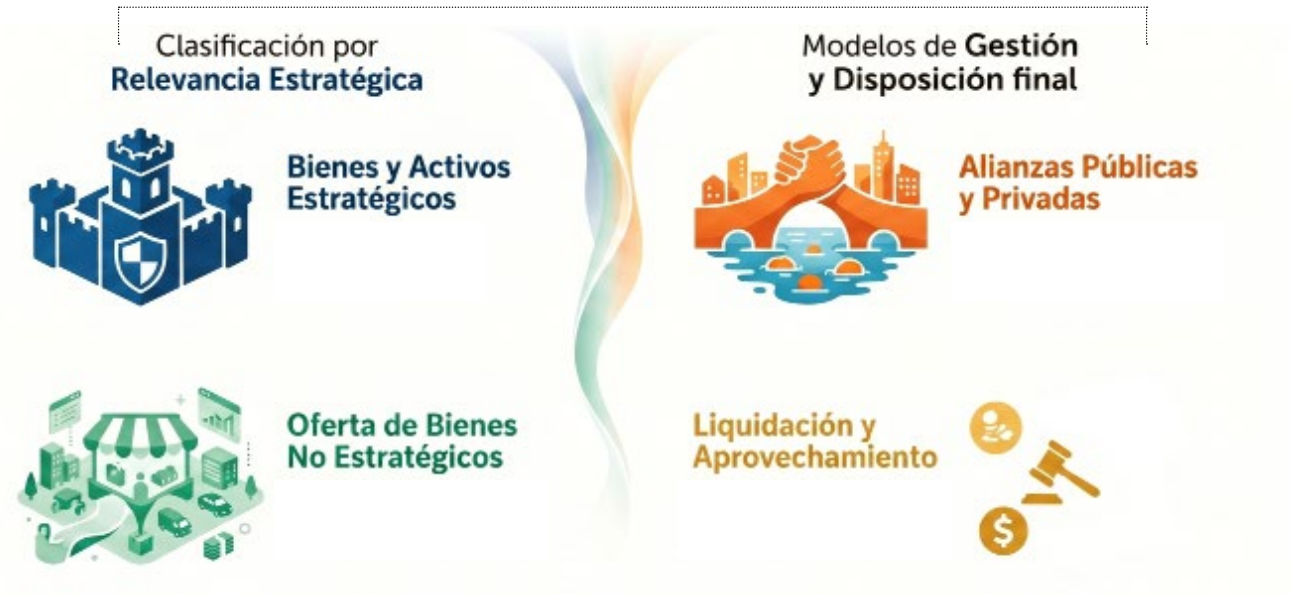 Clasificación por
Relevancia Estratégica
Bienes y Activos
Estratégicos
Oferta de Bienes
No Estratégicos
Modelos de Gestión
y Disposición final
Alianzas Públicas
y Privadas
Liquidación y
Aprovechamiento
$